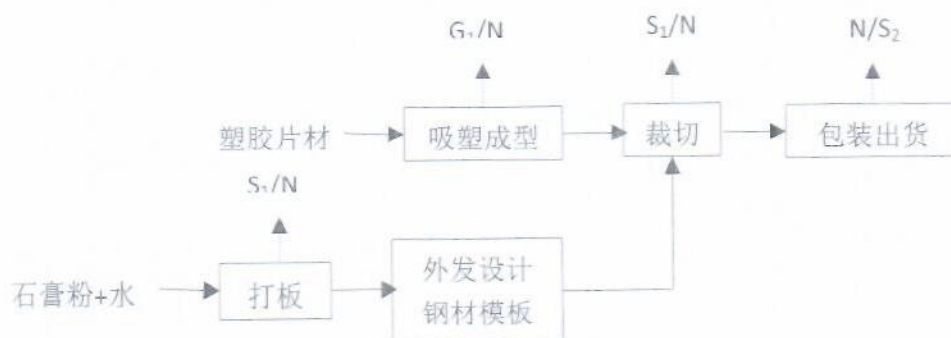 G₁/N
S₁/N
N/S₂
塑胶片材
吸塑成型
裁切
包装出货
S₃/N
石膏粉+水
打板
外发设计
钢材模板